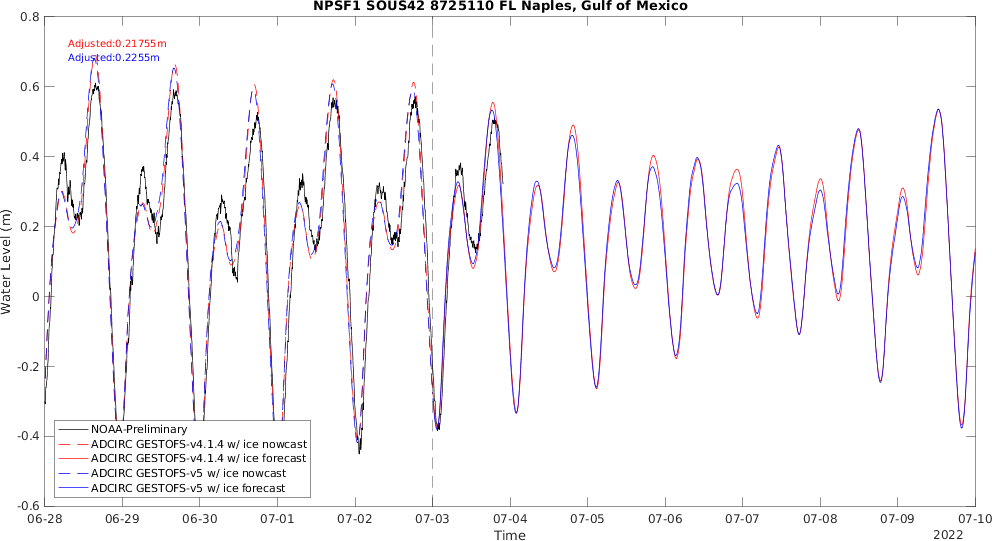 NPSF1 SOUS42 8725110 FL Naples, Gulf of Mexico
0.8
Adjusted:0.21755m
Adjusted:0.2255m
0.6
0.4
0.2
0
-0.2
-0.4
-0.6
Water Level (m)
NOAA-Preliminary
ADCIRC GESTOFS-v4.1.4 w/ ice nowcast
ADCIRC GESTOFS-v4.1.4 w/ ice forecast
ADCIRC GESTOFS-v5 w/ ice nowcast
ADCIRC GESTOFS-v5 w/ ice forecast
06-28 06-29 06-30 07-01 07-02 07-03 07-04 07-05 07-06 07-07 07-08 07-09 07-10
Time
2022